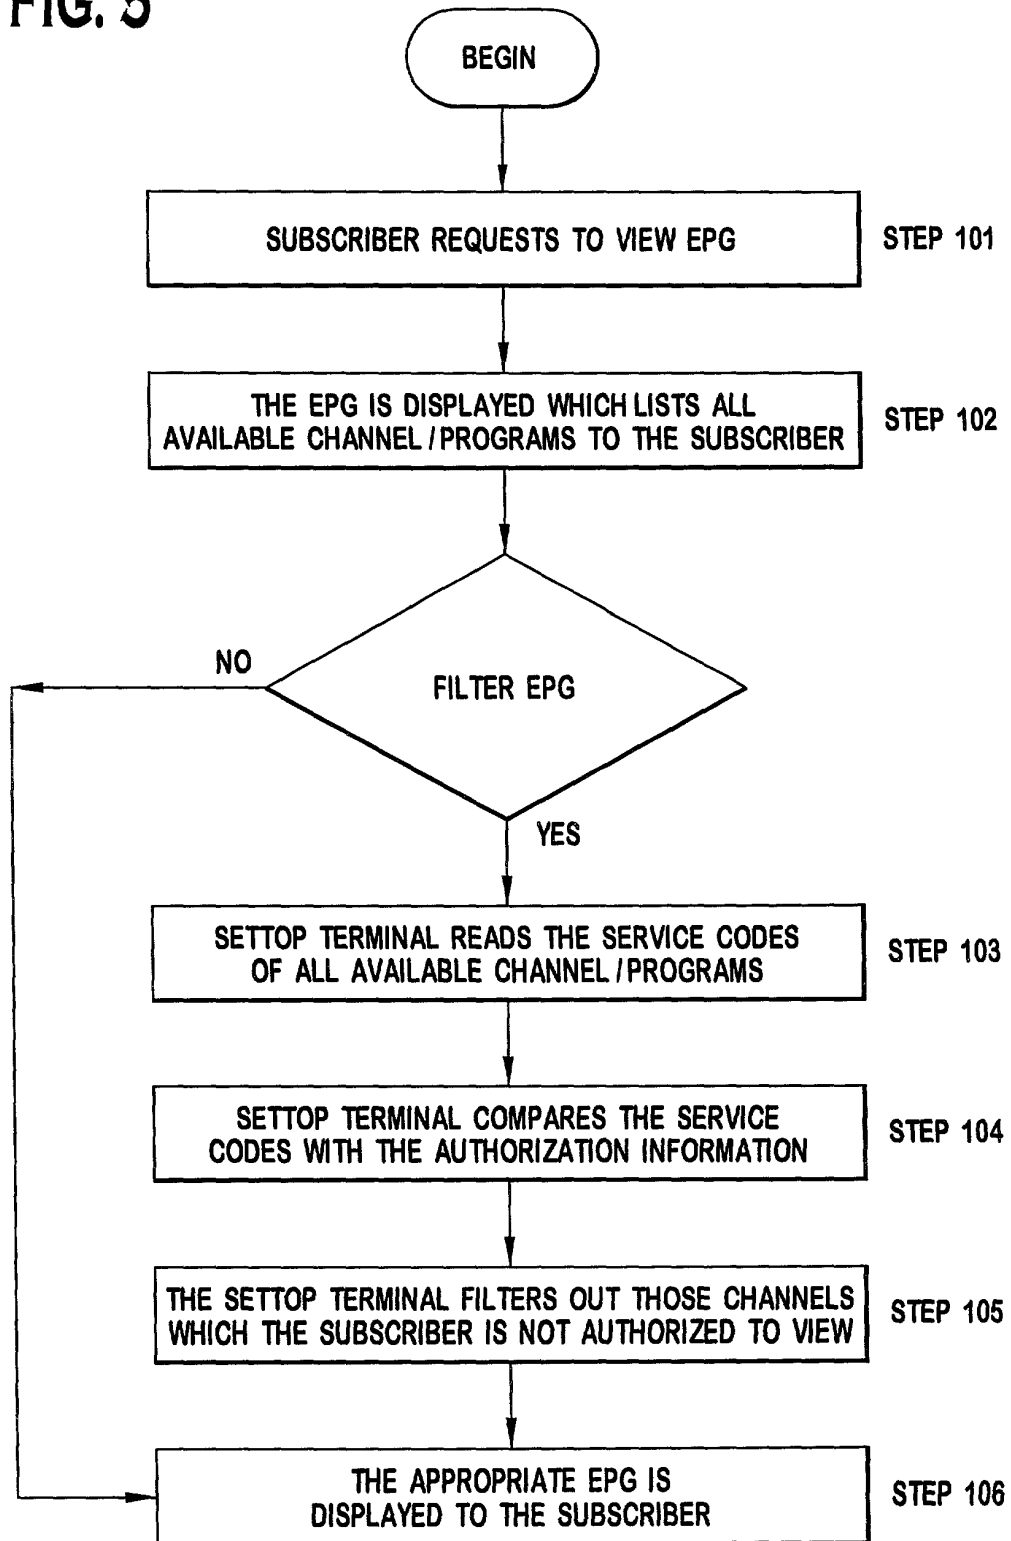 FIG. 5
BEGIN
SUBSCRIBER REQUESTS TO VIEW EPG
STEP 101
THE EPG IS DISPLAYED WHICH LISTS ALL
AVAILABLE CHANNEL/PROGRAMS TO THE SUBSCRIBER
STEP 102
FILTER EPG
NO
YES
SETTOP TERMINAL READS THE SERVICE CODES
OF ALL AVAILABLE CHANNEL/PROGRAMS
STEP 103
SETTOP TERMINAL COMPARES THE SERVICE
CODES WITH THE AUTHORIZATION INFORMATION
STEP 104
THE SETTOP TERMINAL FILTERS OUT THOSE CHANNELS
WHICH THE SUBSCRIBER IS NOT AUTHORIZED TO VIEW
STEP 105
THE APPROPRIATE EPG IS
DISPLAYED TO THE SUBSCRIBER
STEP 106